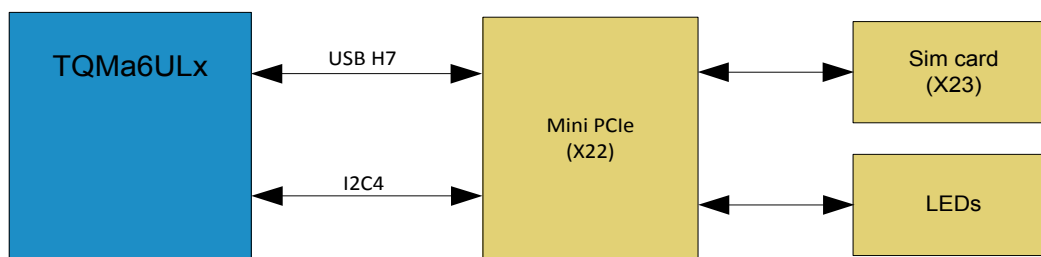 TQMa6ULx
USB H7
I2C4
Mini PCIe
(X22)
Sim card
(X23)
LEDs